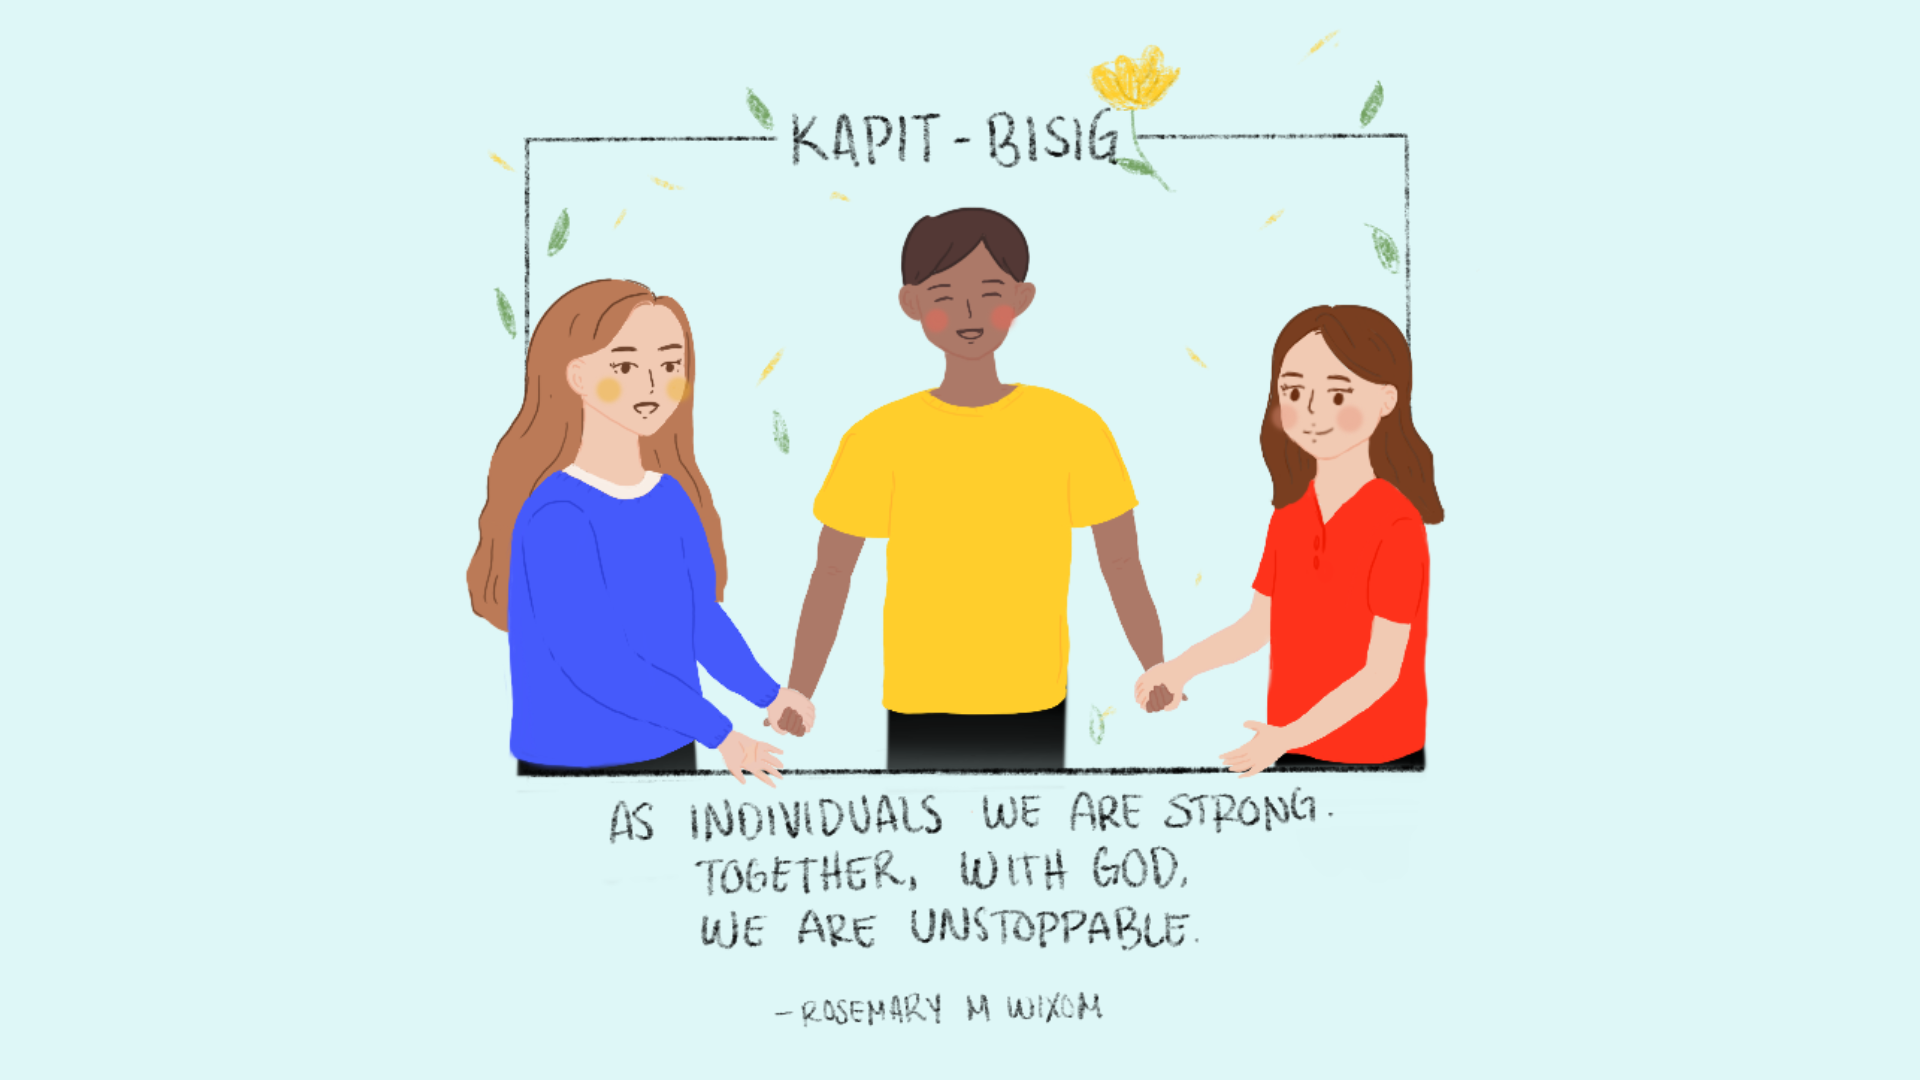 KAPIT-BISIG
AS INDIVIDUALS WE ARE STRONG.
TOGETHER, WITH GOD,
WE ARE UNSTOPPABLE.
-ROSEMARY M WIXOM